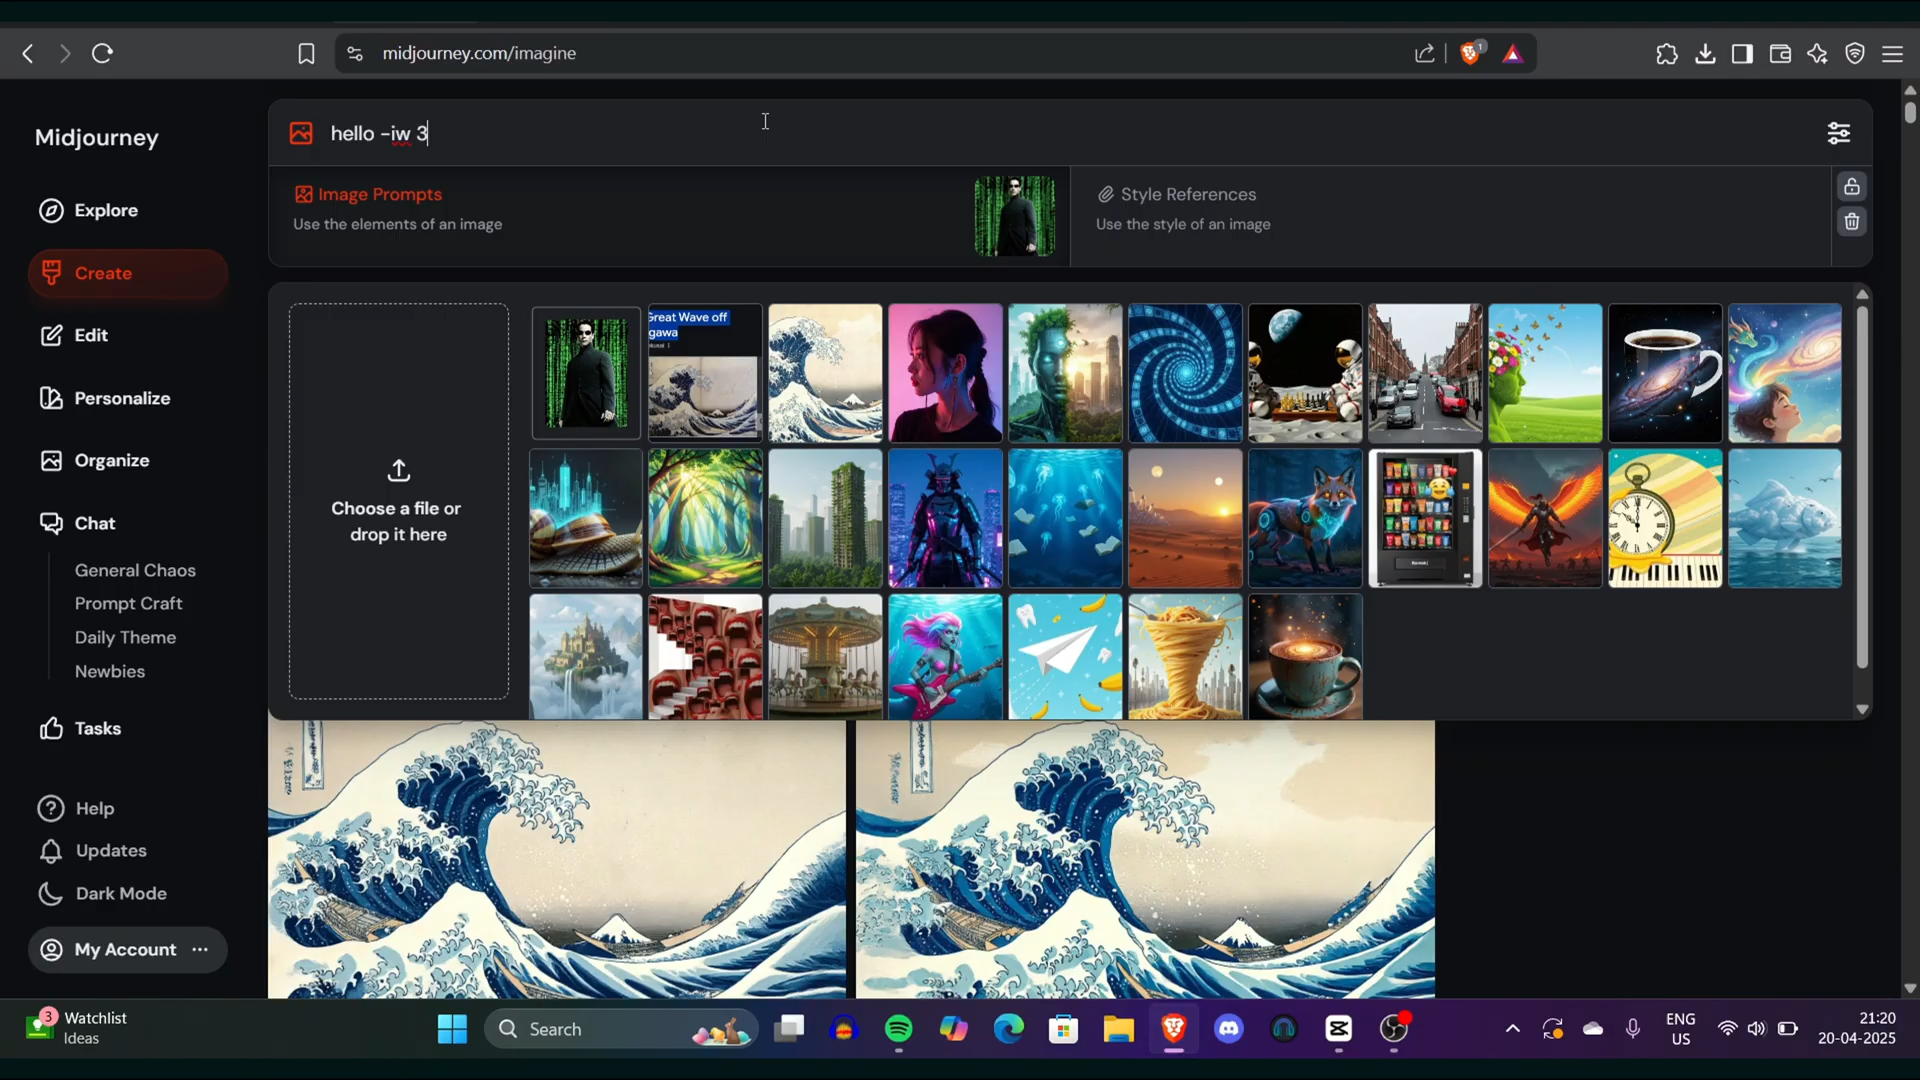 midjourney.com/imagine
1
Midjourney
hello -iw 3
Image Prompts
Use the elements of an image
Style References
Use the style of an image
Explore
Create
Edit
Personalize
Organize
Chat
General Chaos
Prompt Craft
Daily Theme
Newbies
Tasks
Help
Updates
Dark Mode
My Account
Choose a file or
drop it here
Great Wave off
gawa
3
Watchlist
Ideas
Search
ENG
US
21:20
20-04-2025